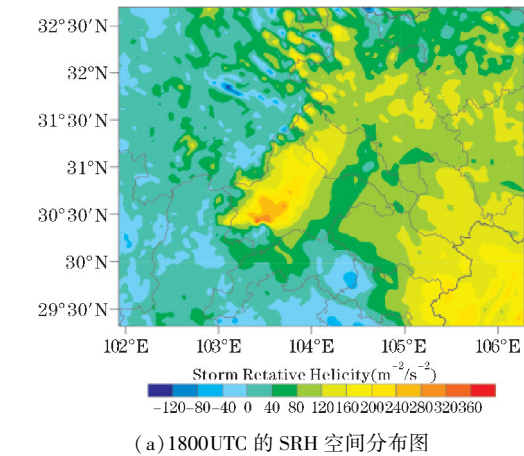 32°30′N
32°N
31°30′N
31°N
30°30′N
30°N
29°30′N
102°E 103°E 104°E 105°E 106°E
Storm Retative Helicity(m⁻²/s⁻²)
-120-80-40 0 40 80 120160200240280320360
(a)1800UTC 的 SRH 空间分布图